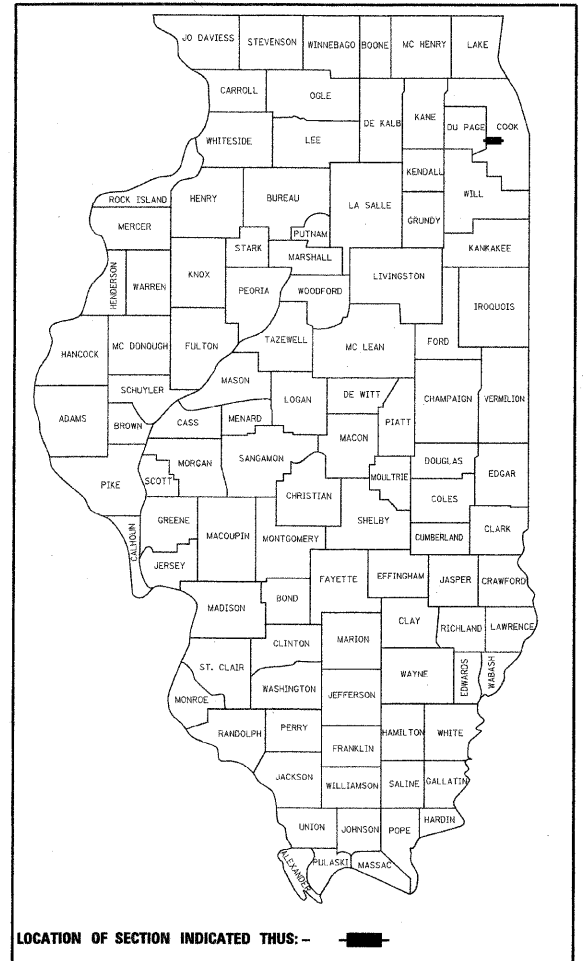 JO DAVIESS STEVENSON WINNEBAGO BOONE MC HENRY LAKE
CARROLL OGLE
DE KALB KANE DU PAGE COOK
WHITESIDE LEE
KENDALL
WILL
ROCK ISLAND HENRY BUREAU LA SALLE GRUNDY
MERCER PUTNAM
STARK MARSHALL KANKAKEE
HENDERSON WARREN KNOX
PEORIA WOODFORD LIVINGSTON
IROQUOIS
HANCOCK MC DONOUGH FULTON TAZEWELL MC LEAN FORD
SCHUYLER MASON
LOGAN DE WITT CHAMPAIGN VERMILION
ADAMS BROWN CASS MENARD PIATT
MACON
MORGAN SANGAMON DOUGLAS
PIKE SCOTT MOULTRIE EDGAR
CHRISTIAN COLES
CALHOUN GREENE MACOUPIN MONTGOMERY SHELBY
CUMBERLAND CLARK
JERSEY
FAYETTE EFFINGHAM JASPER CRAWFORD
MADISON BOND
CLAY
RICHLAND LAWRENCE
CLINTON MARION
ST. CLAIR WAYNE EDWARDS WABASH
WASHINGTON JEFFERSON
MONROE
RANDOLPH PERRY HAMILTON WHITE
FRANKLIN
JACKSON WILLIAMSON SALINE GALLATIN
UNION JOHNSON POPE HARDIN
ALEXANDER PULASKI MASSAC
LOCATION OF SECTION INDICATED THUS: –